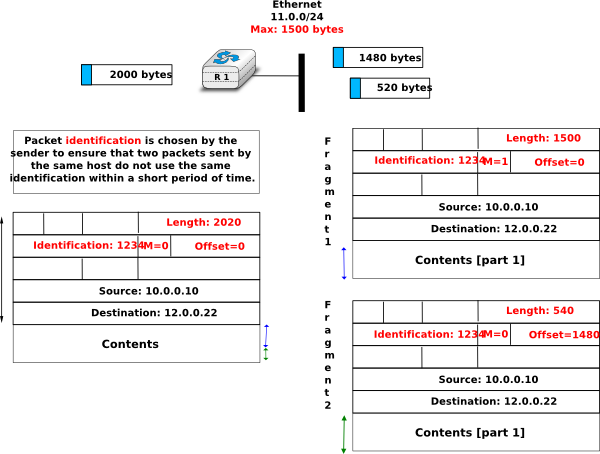 Ethernet
11.0.0/24
Max: 1500 bytes
2000 bytes
R 1
1480 bytes
520 bytes
Packet identification is chosen by the
sender to ensure that two packets sent by
the same host do not use the same
identification within a short period of time.
Length: 2020
Identification: 1234 M=0 Offset=0
Source: 10.0.0.10
Destination: 12.0.0.22
Contents
Fragment1
Length: 1500
Identification: 1234 M=1 Offset=0
Source: 10.0.0.10
Destination: 12.0.0.22
Contents [part 1]
Fragment2
Length: 540
Identification: 1234 M=0 Offset=1480
Source: 10.0.0.10
Destination: 12.0.0.22
Contents [part 1]